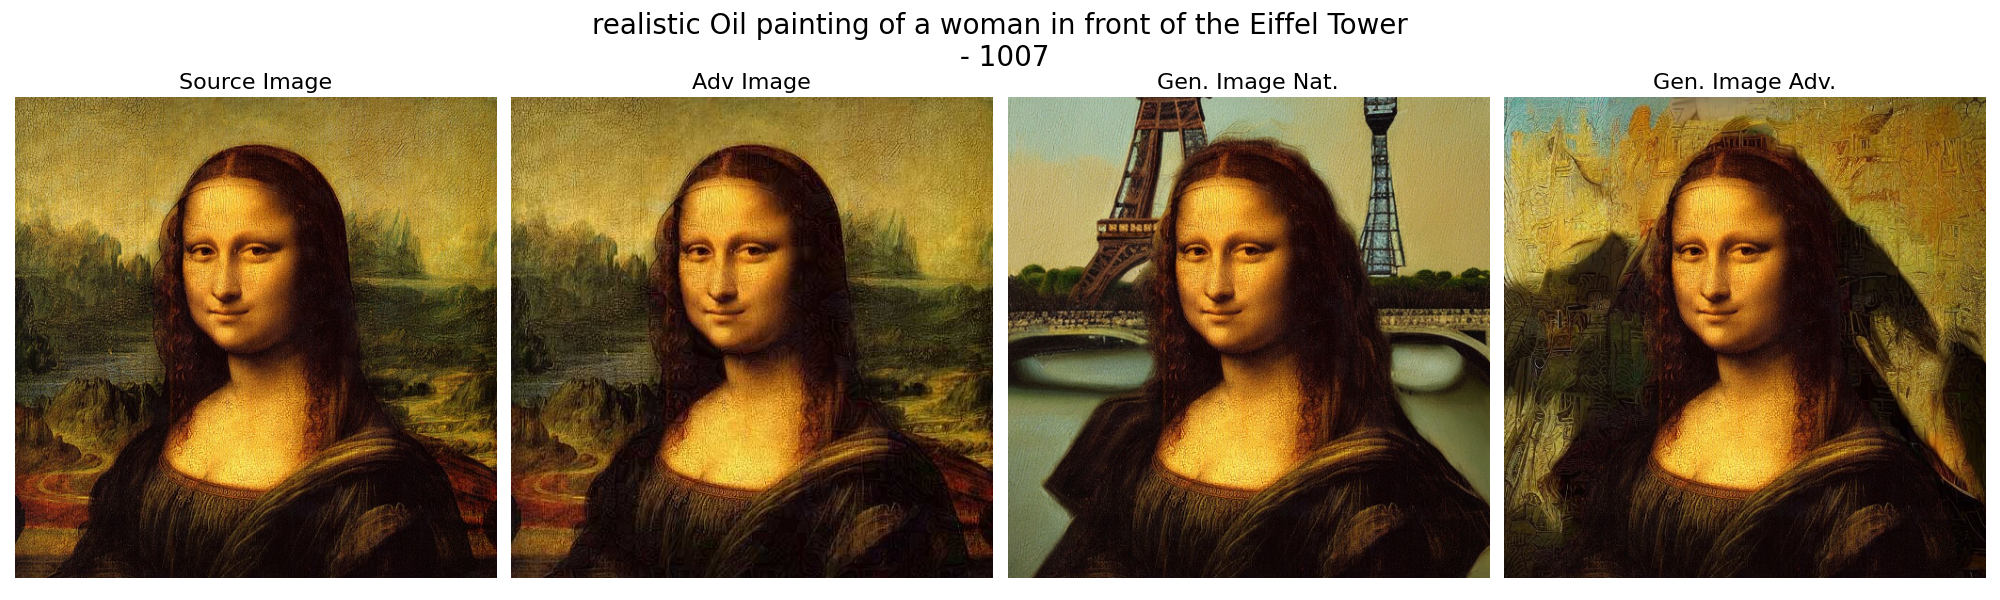 realistic Oil painting of a woman in front of the Eiffel Tower
- 1007
Source Image
Adv Image
Gen. Image Nat.
Gen. Image Adv.